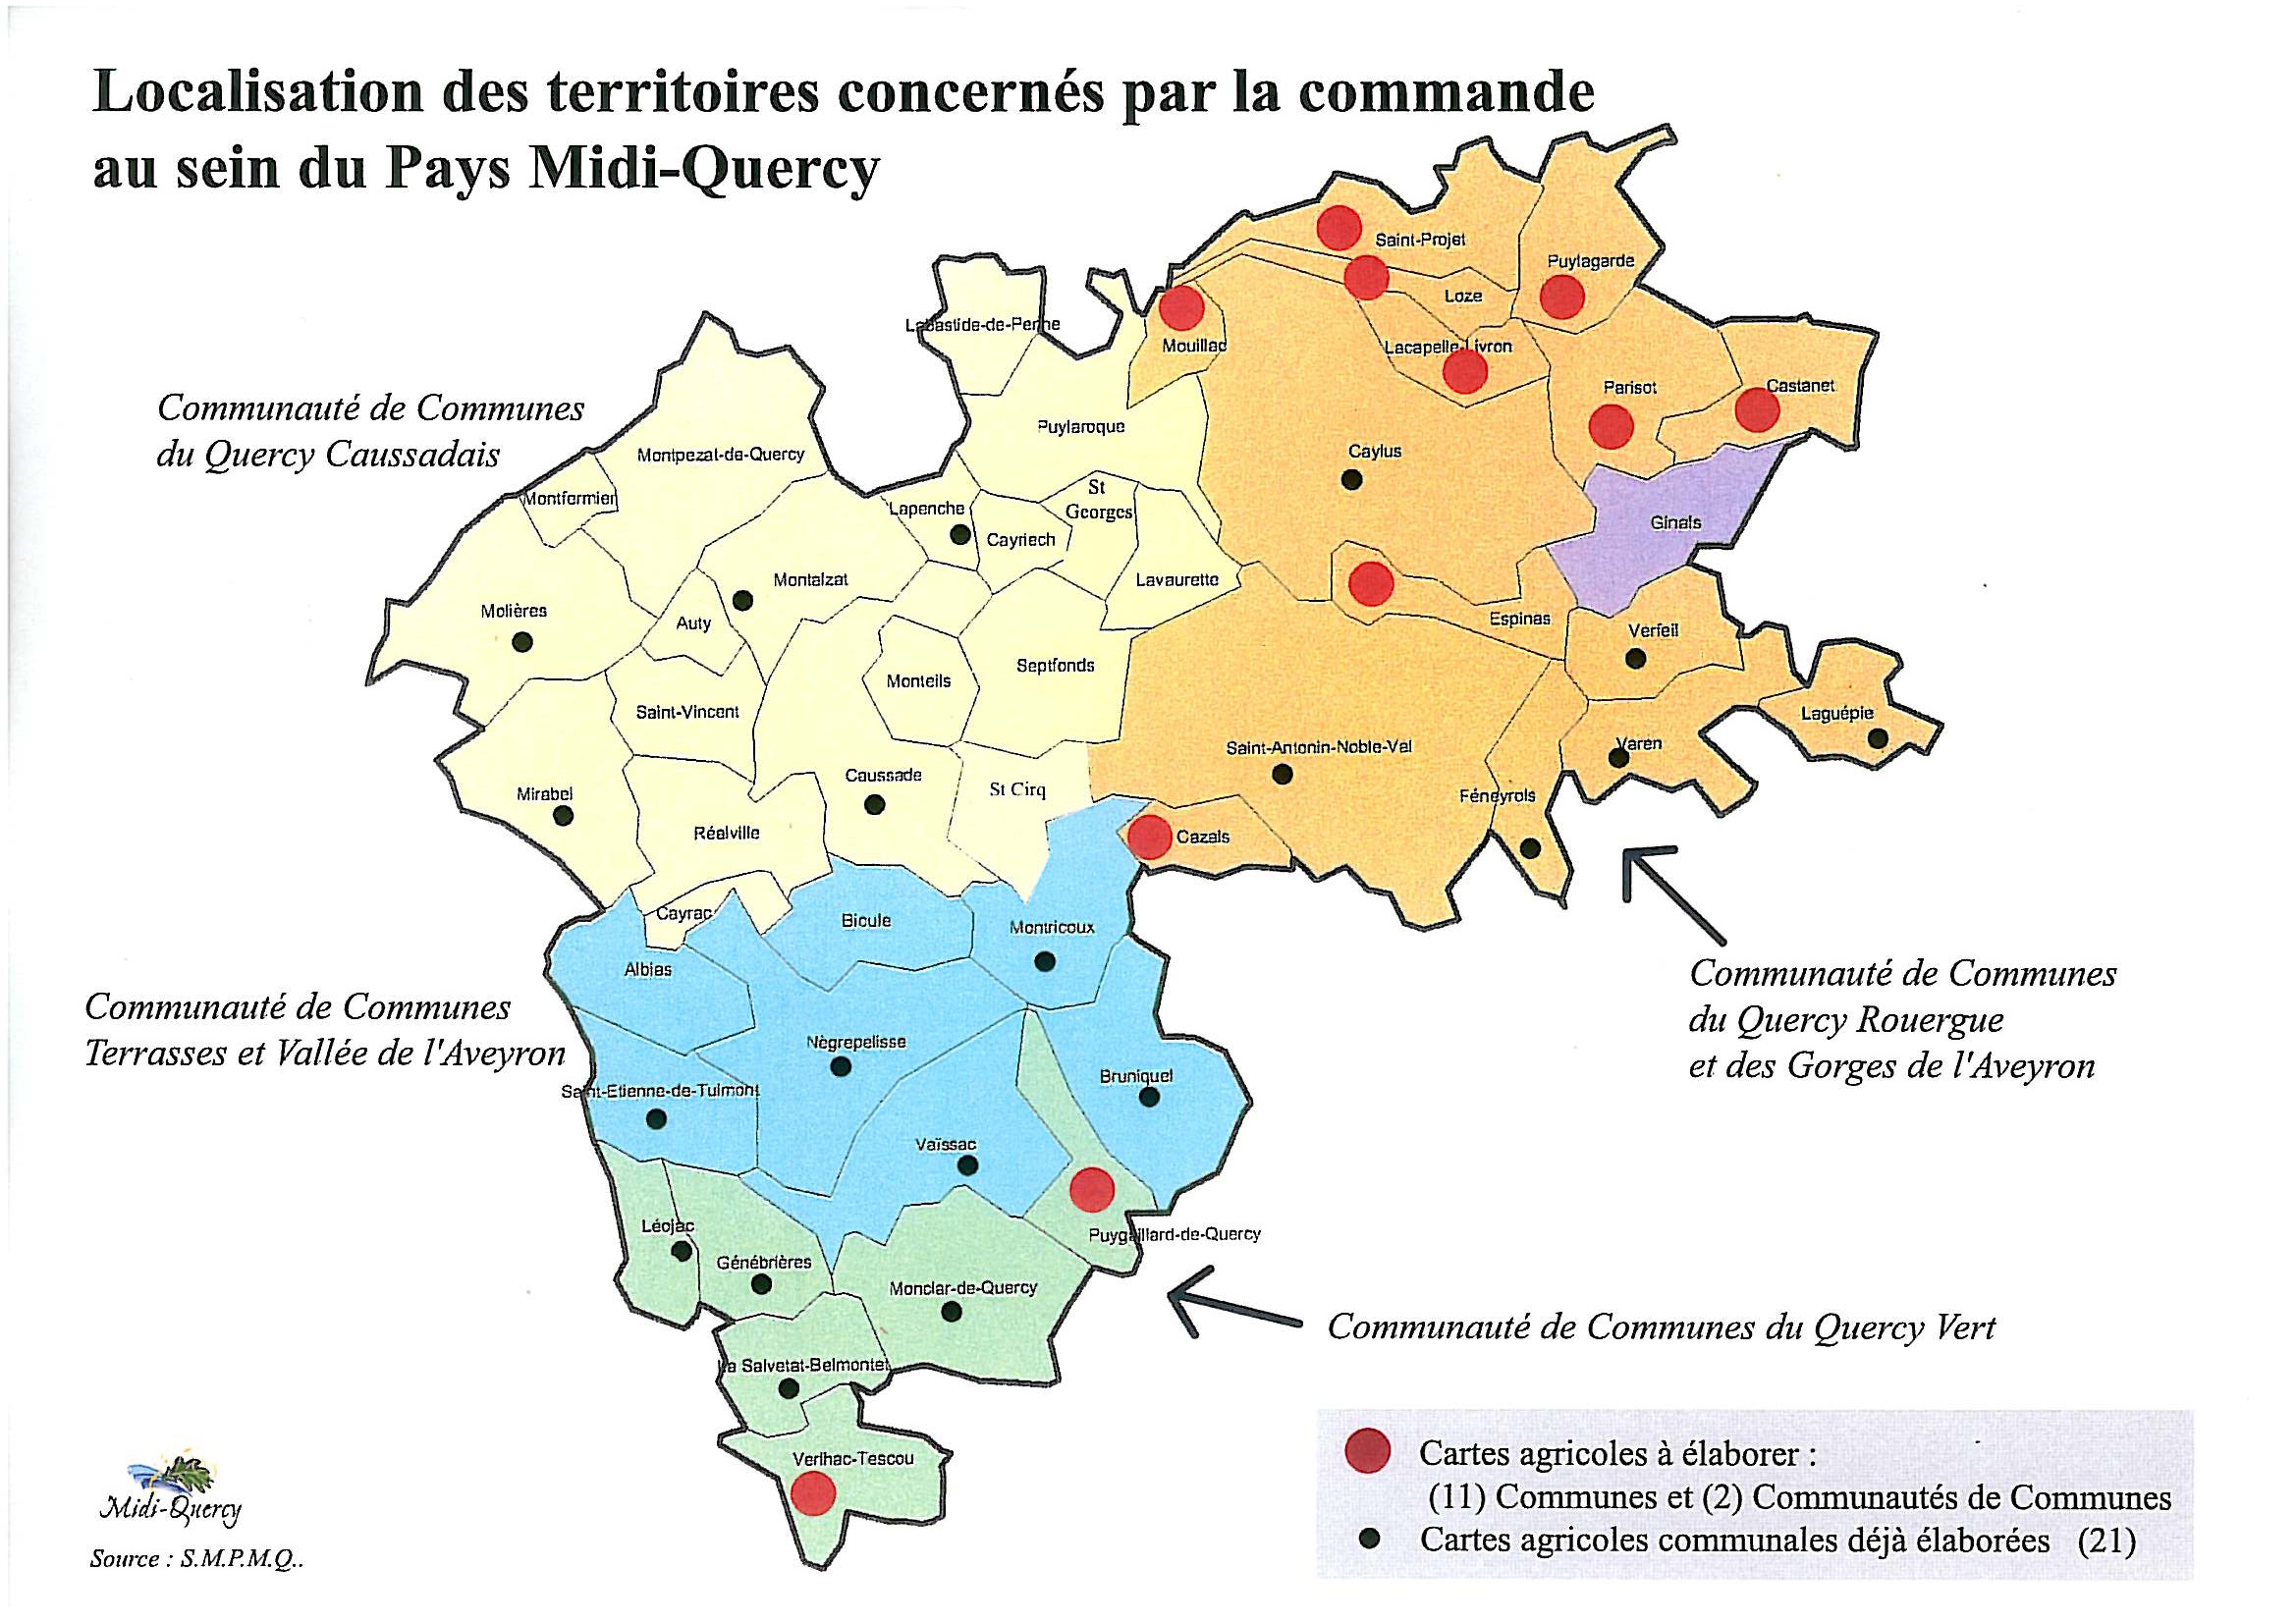 Localisation des territoires concernés par la commande
au sein du Pays Midi-Quercy
Saint-Projet
Puylagarde
Loze
Labastide-de-Penne
Mouillac
Lacapelle-Livron
Parisot
Castanet
Communauté de Communes
du Quercy Caussadais
Puylaroque
Caylus
Montpezat-de-Quercy
Montfermier
St
Georges
Lapenche
Cayriech
Ginals
Montalzat
Lavaurette
Molières
Auty
Espinas
Verfeil
Septfonds
Monteils
Saint-Vincent
Laguépie
Saint-Antonin-Noble-Val
Varen
Caussade
St Cirq
Mirabel
Féneyrols
Réalville
Cazals
Cayrac
Bioule
Montricoux
Albias
Communauté de Communes
du Quercy Rouergue
et des Gorges de l'Aveyron
Communauté de Communes
Terrasses et Vallée de l'Aveyron
Nègrepelisse
Bruniquel
Saint-Etienne-de-Tulmont
Vaïssac
Léojac
Puygaillard-de-Quercy
Génébrières
Monclar-de-Quercy
Communauté de Communes du Quercy Vert
La Salvetat-Belmontet
Verlhac-Tescou
Cartes agricoles à élaborer :
(11) Communes et (2) Communautés de Communes
Cartes agricoles communales déjà élaborées (21)
Midi-Quercy
Source : S.M.P.M.Q..